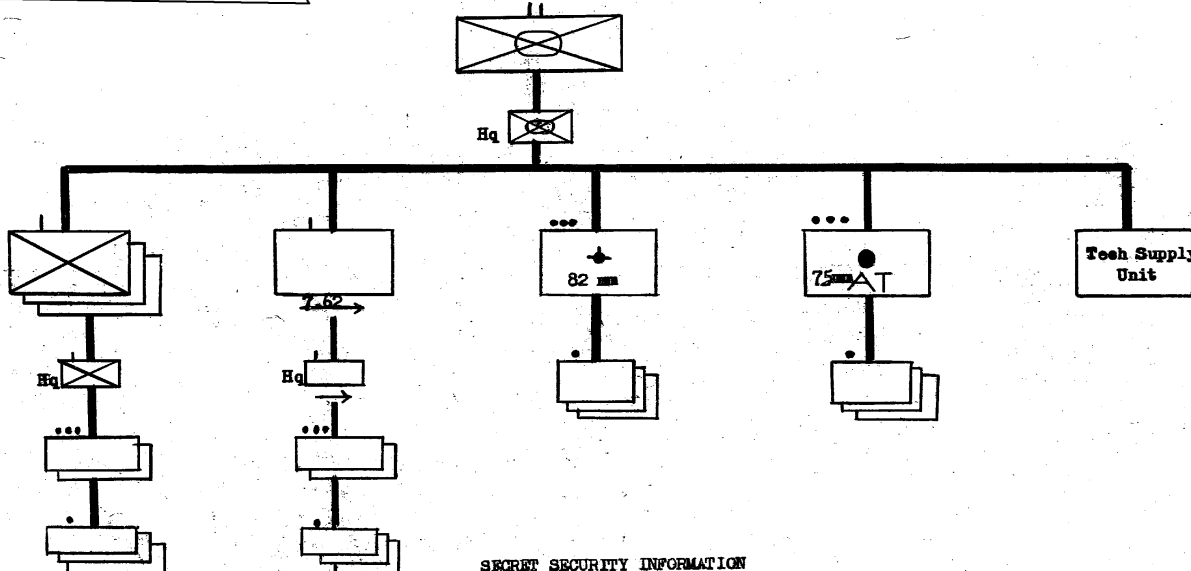 Hq
7.62
82 mm
75mm AT
Tech Supply
Unit
Hq
Hq
SECRET SECURITY INFORMATION